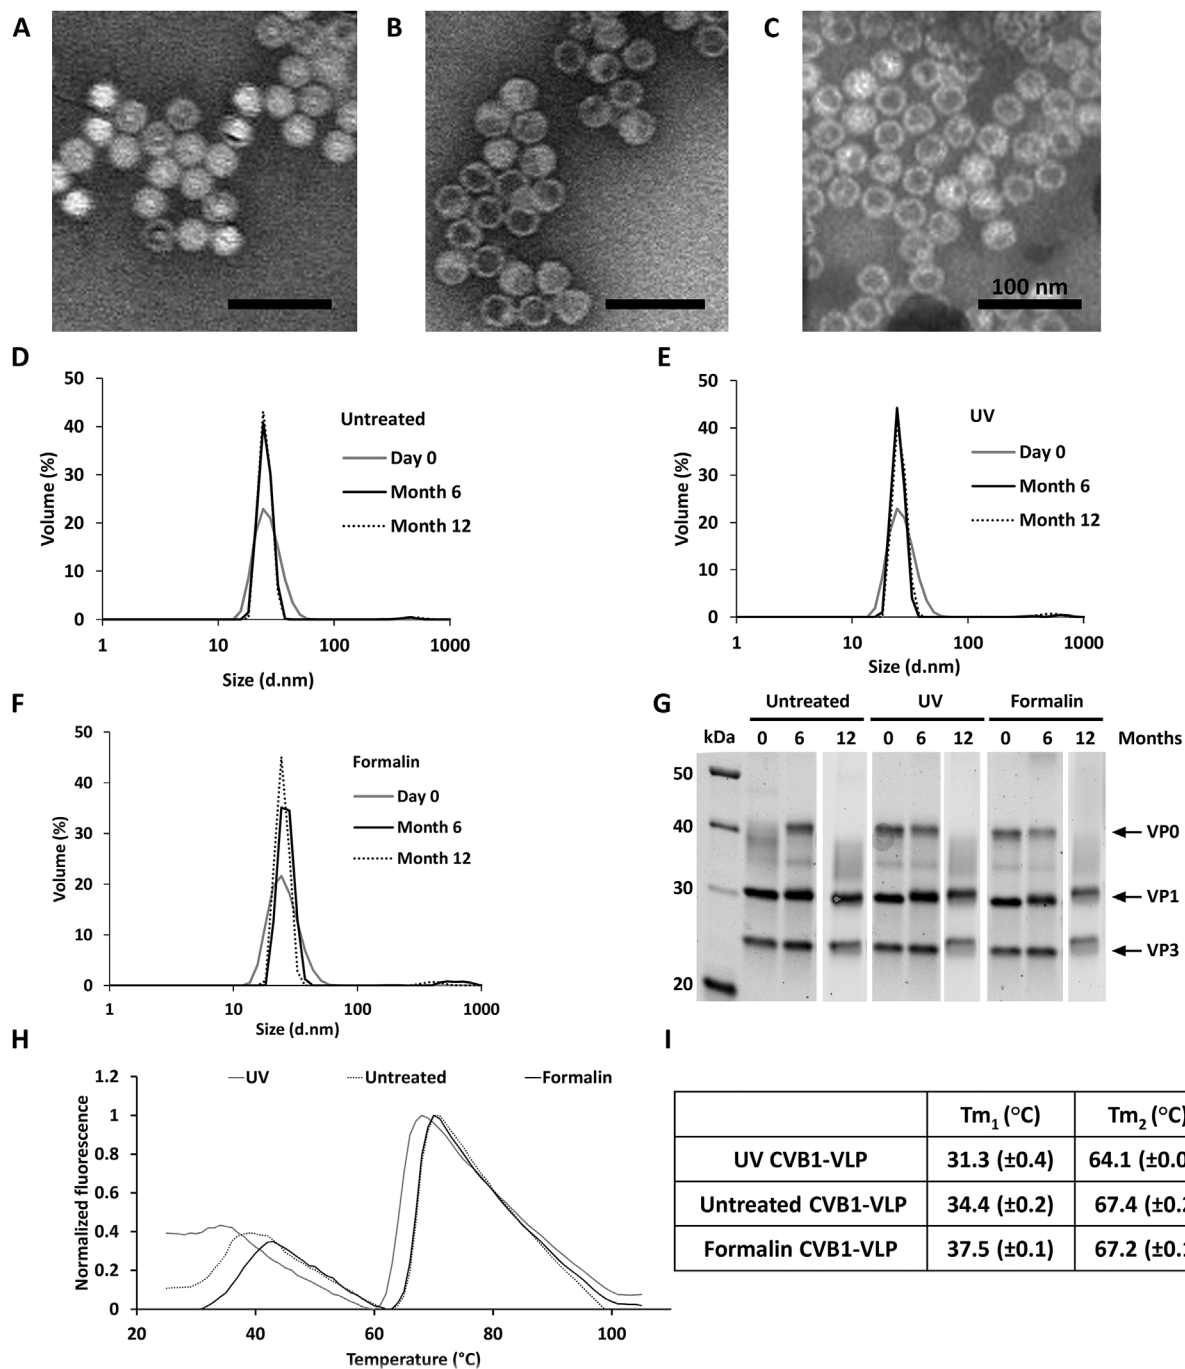 A
B
C
100 nm
D
50
40
30
20
10
0
Volume (%)
1
10
100
1000
Size (d.nm)
Untreated
Day 0
Month 6
Month 12
E
50
40
30
20
10
0
Volume (%)
1
10
100
1000
Size (d.nm)
UV
Day 0
Month 6
Month 12
F
50
40
30
20
10
0
Volume (%)
1
10
100
1000
Size (d.nm)
Formalin
Day 0
Month 6
Month 12
G
Untreated UV Formalin
kDa 0 6 12 0 6 12 0 6 12 Months
50
40
30
20
VP0
VP1
VP3
H
UV Untreated Formalin
1.2
1
0.8
0.6
0.4
0.2
0
Normalized fluorescence
20 40 60 80 100
Temperature (°C)
I
Tm1 (°C) Tm2 (°C)
UV CVB1-VLP 31.3 (±0.4) 64.1 (±0.0
Untreated CVB1-VLP 34.4 (±0.2) 67.4 (±0.2
Formalin CVB1-VLP 37.5 (±0.1) 67.2 (±0.1